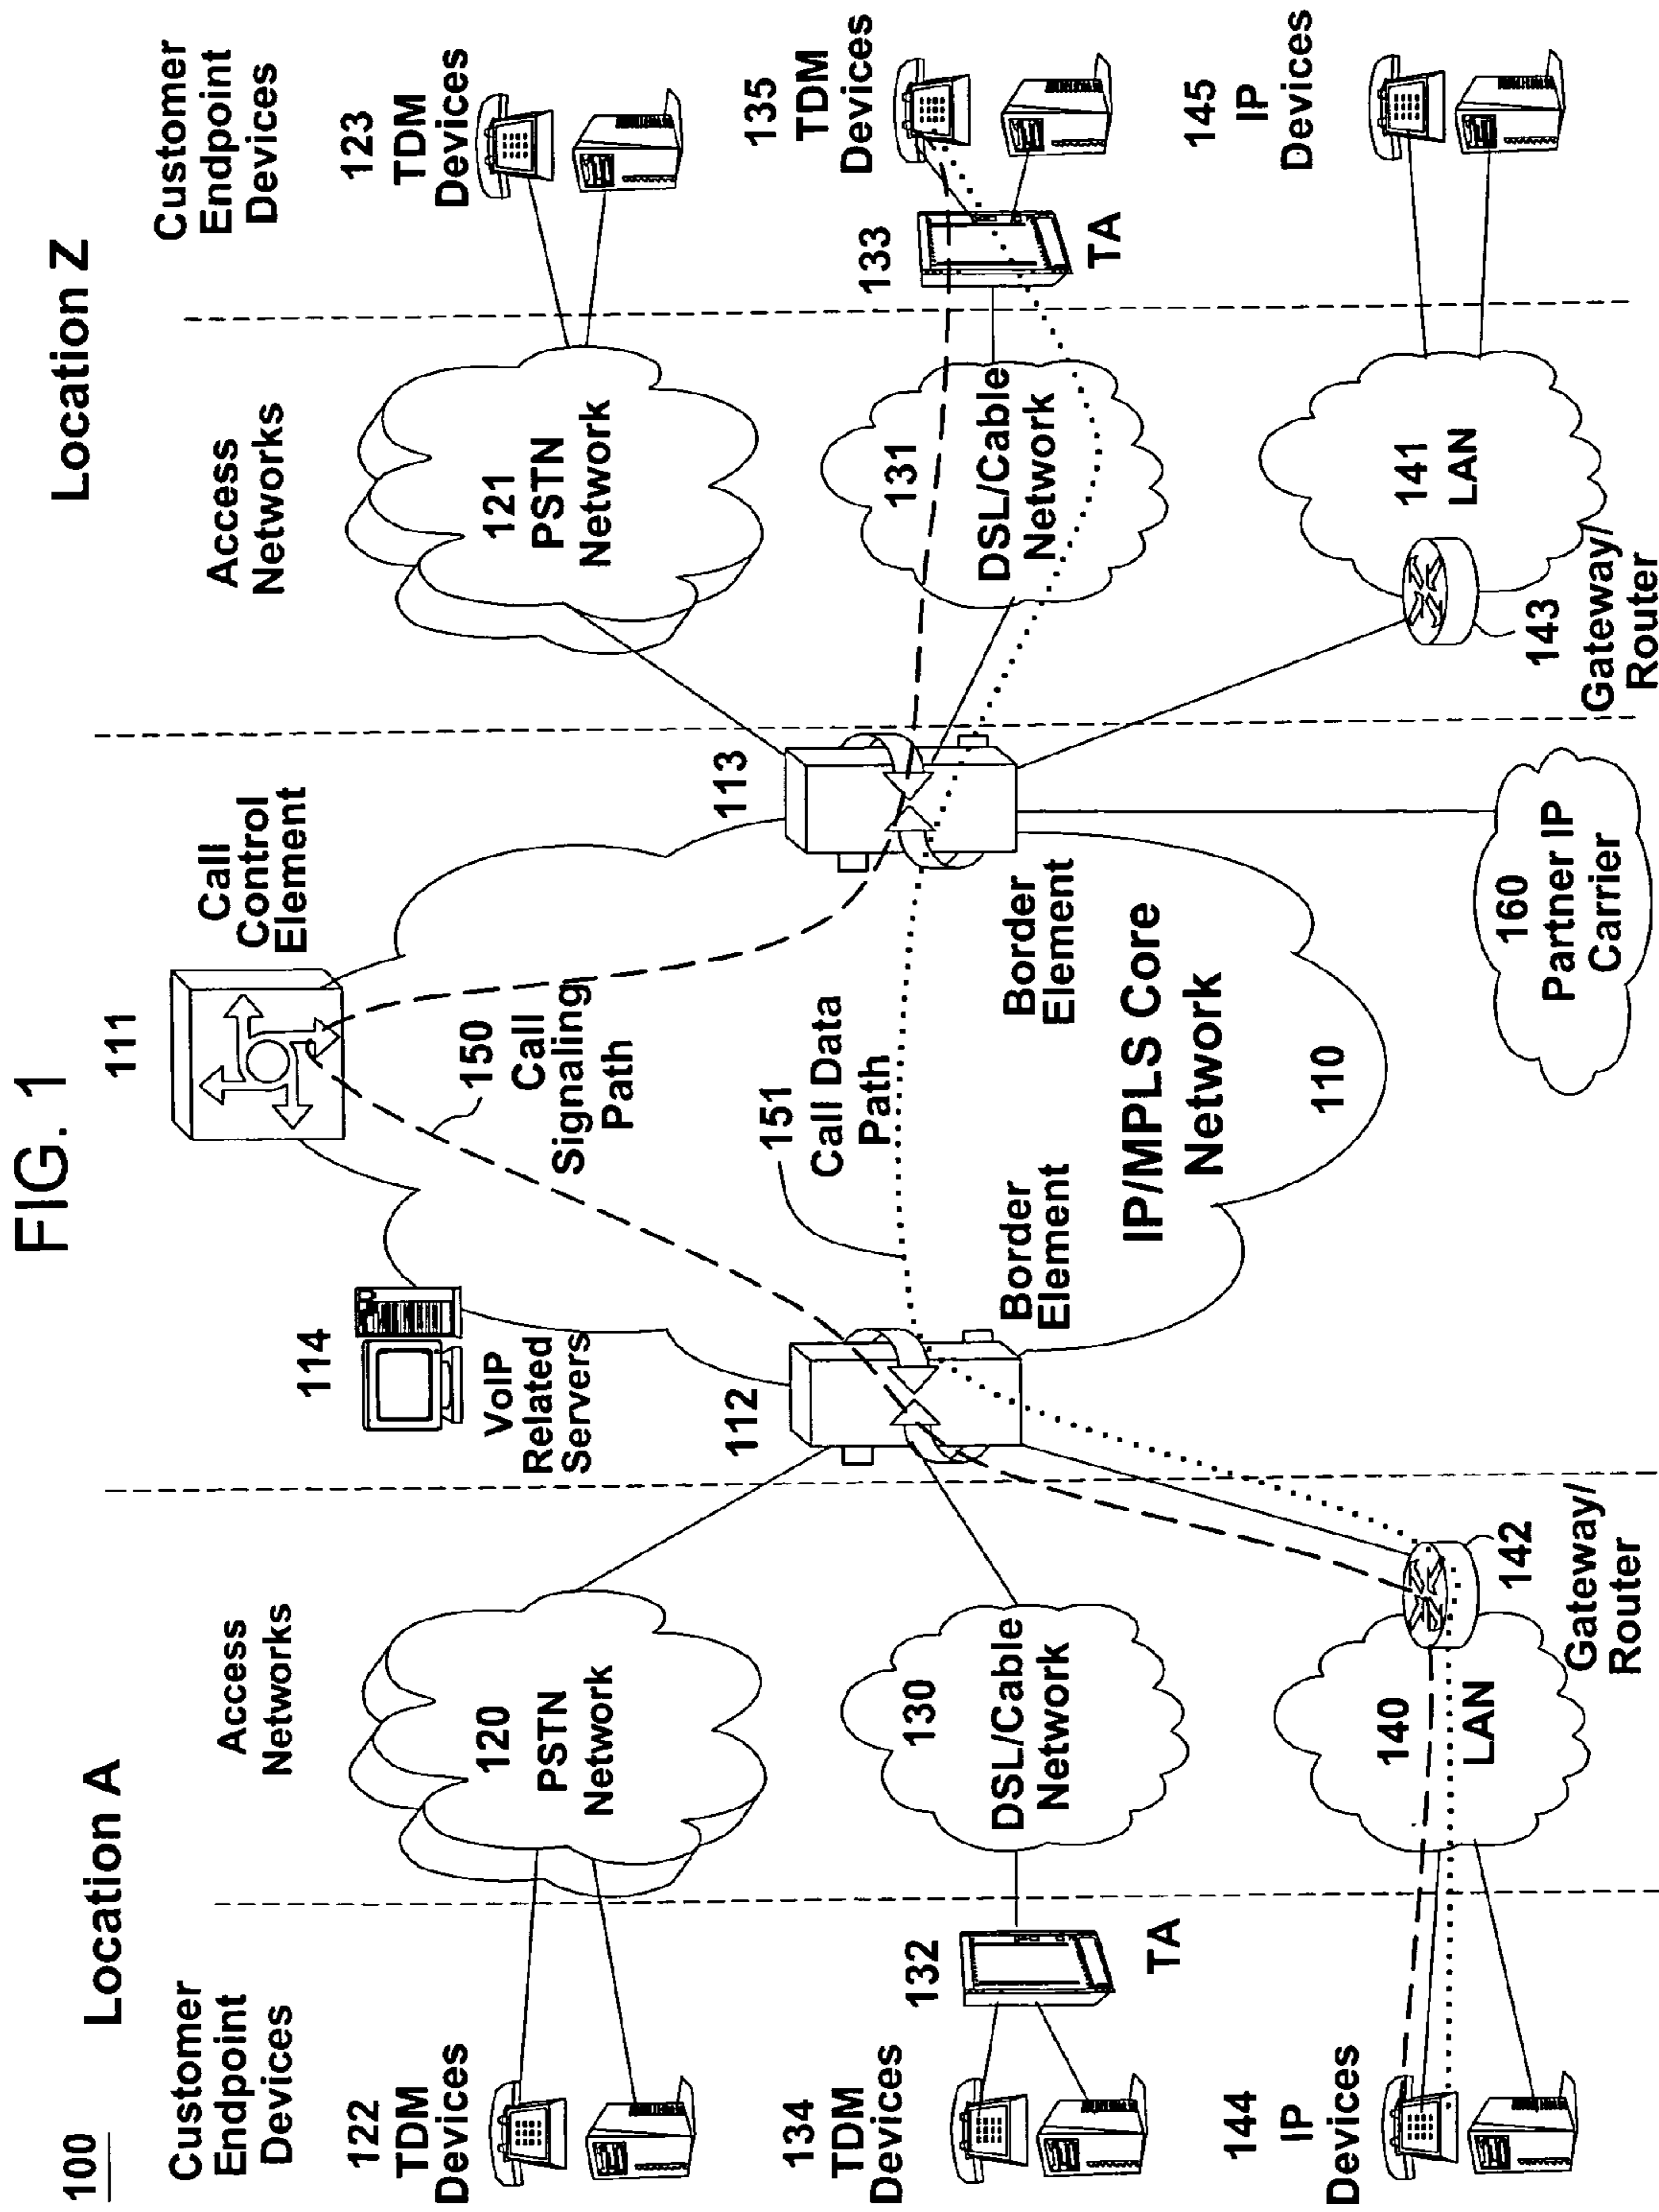 FIG. 1
100
Location A
Location Z
Customer
Endpoint
Devices
Access
Networks
114
VoIP
Related
Servers
111
Call
Control
Element
Access
Networks
Customer
Endpoint
Devices
122
TDM
Devices
120
PSTN
Network
150
Call
Signaling
Path
121
PSTN
Network
123
TDM
Devices
134
TDM
Devices
132
TA
130
DSL/Cable
Network
112
Border
Element
151
Call Data
Path
113
Border
Element
131
DSL/Cable
Network
133
TA
135
TDM
Devices
IP/MPLS Core
Network
110
144
IP
Devices
140
LAN
142
Gateway/
Router
160
Partner IP
Carrier
143
Gateway/
Router
141
LAN
145
IP
Devices